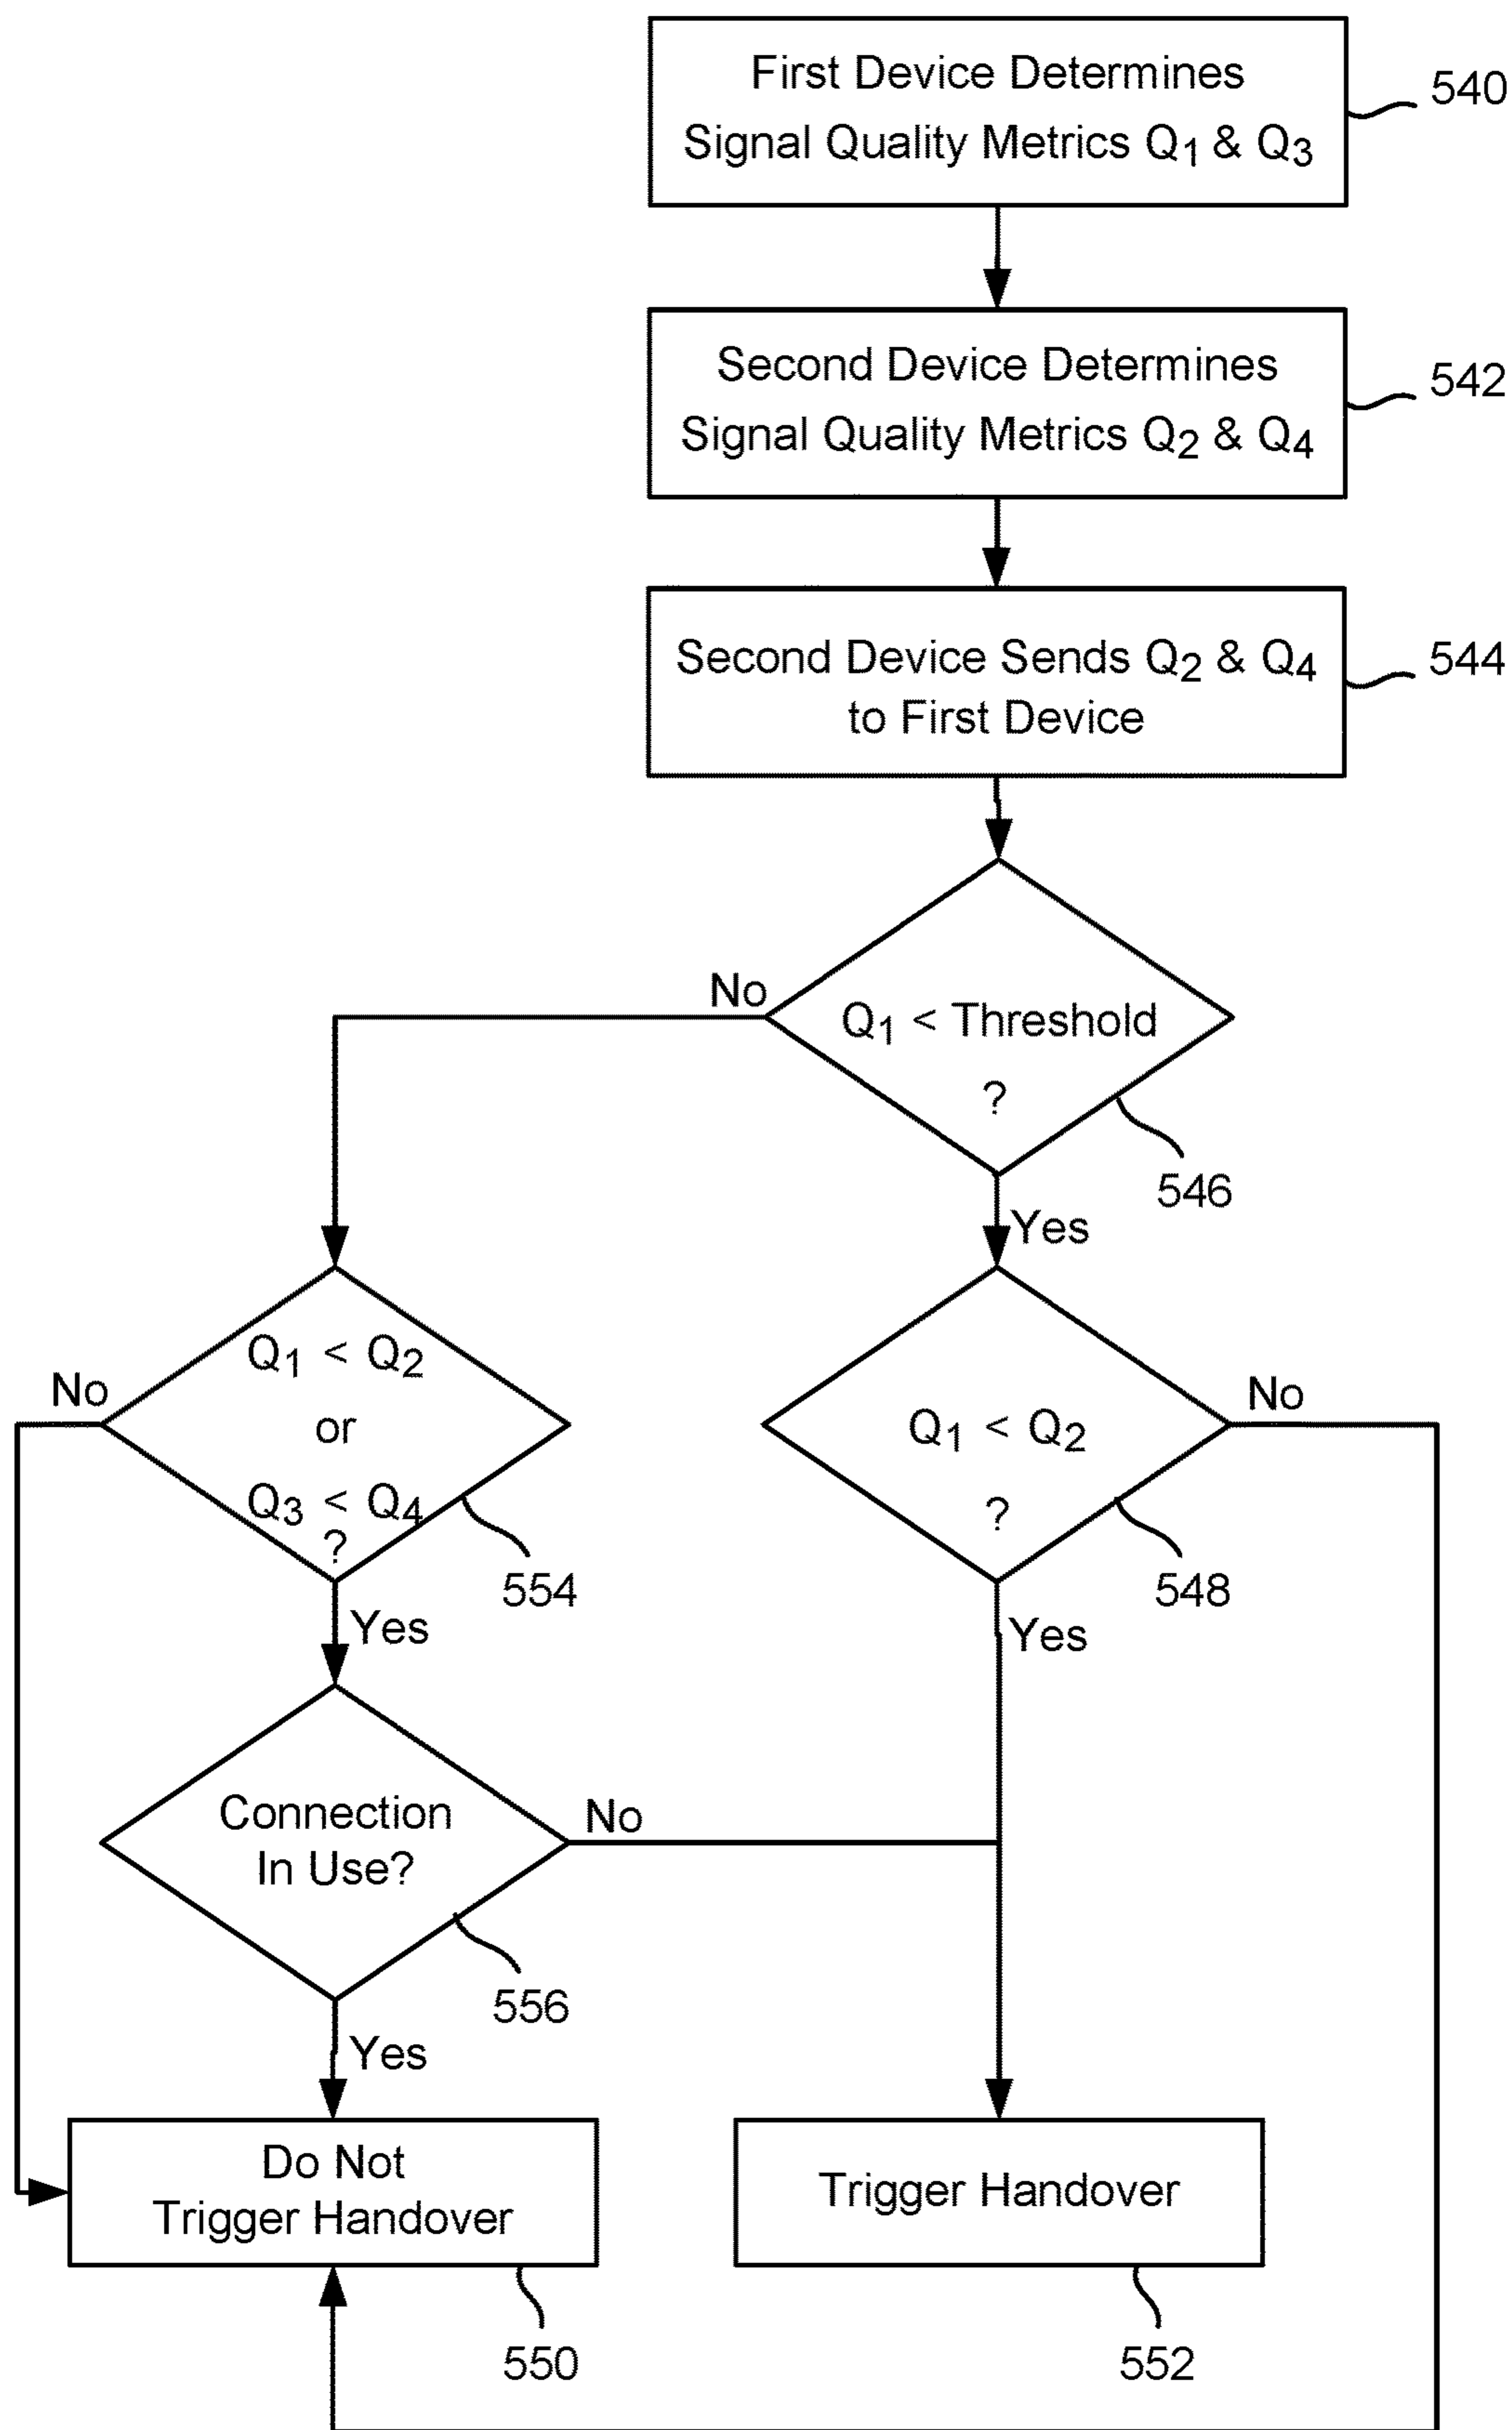 First Device Determines
Signal Quality Metrics Q1 & Q3
540
Second Device Determines
Signal Quality Metrics Q2 & Q4
542
Second Device Sends Q2 & Q4
to First Device
544
No
Q1 < Threshold
?
546
Yes
No
Q1 < Q2
or
Q3 < Q4
?
554
Q1 < Q2
?
No
548
Yes
Yes
Connection
In Use?
No
556
Yes
Do Not
Trigger Handover
550
Trigger Handover
552